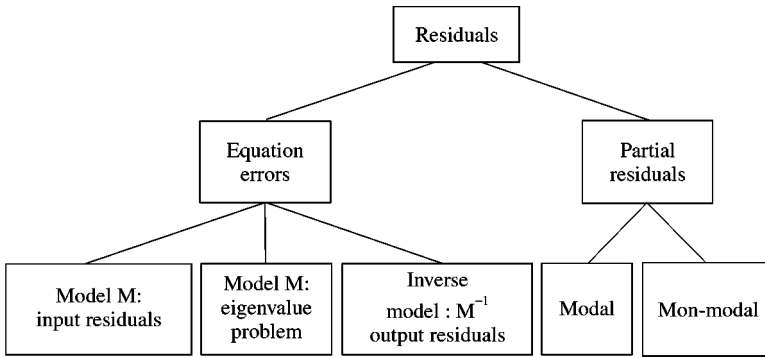 Residuals
Equation
errors
Partial
residuals
Model M:
input residuals
Model M:
eigenvalue
problem
Inverse
model : M⁻¹
output residuals
Modal
Mon-modal